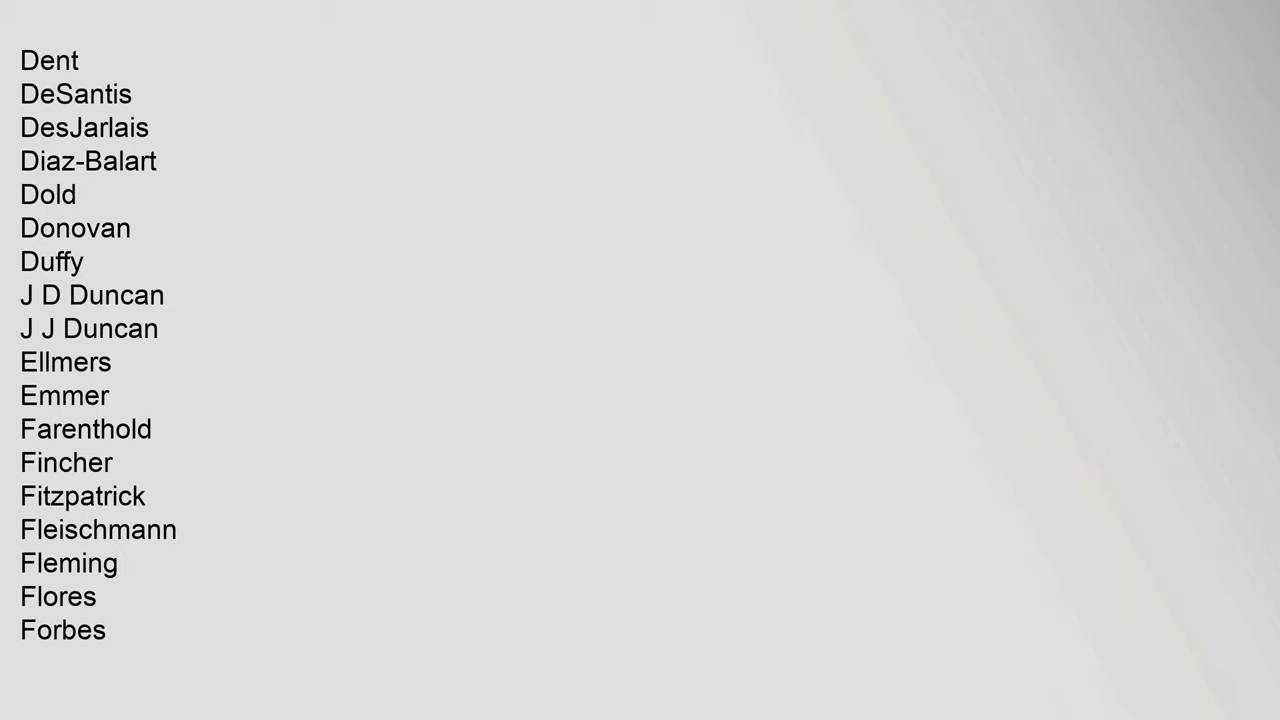 Dent
DeSantis
DesJarlais
Diaz-Balart
Dold
Donovan
Duffy
J D Duncan
J J Duncan
Ellmers
Emmer
Farenthold
Fincher
Fitzpatrick
Fleischmann
Fleming
Flores
Forbes